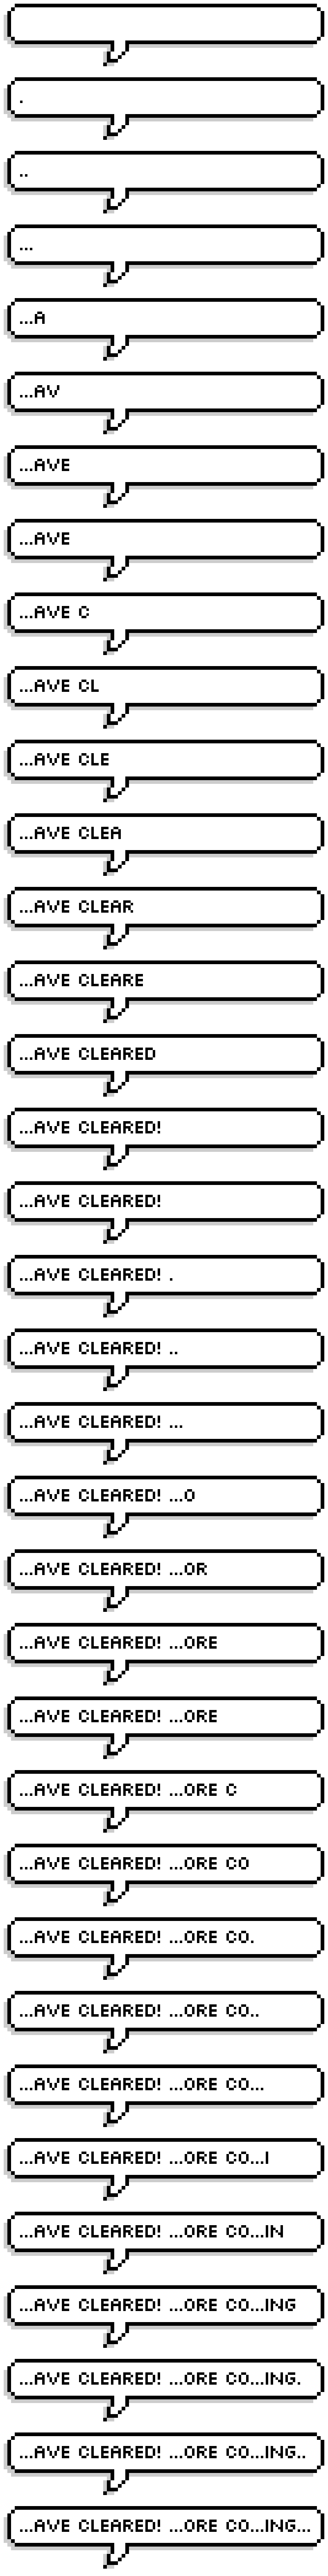 .
..
...
...A
...AV
...AVE
...AVE
...AVE C
...AVE CL
...AVE CLE
...AVE CLEA
...AVE CLEAR
...AVE CLEARE
...AVE CLEARED
...AVE CLEARED!
...AVE CLEARED!
...AVE CLEARED! .
...AVE CLEARED! ..
...AVE CLEARED! ...
...AVE CLEARED! ...O
...AVE CLEARED! ...OR
...AVE CLEARED! ...ORE
...AVE CLEARED! ...ORE
...AVE CLEARED! ...ORE C
...AVE CLEARED! ...ORE CO
...AVE CLEARED! ...ORE CO.
...AVE CLEARED! ...ORE CO..
...AVE CLEARED! ...ORE CO...
...AVE CLEARED! ...ORE CO...I
...AVE CLEARED! ...ORE CO...IN
...AVE CLEARED! ...ORE CO...ING
...AVE CLEARED! ...ORE CO...ING.
...AVE CLEARED! ...ORE CO...ING..
...AVE CLEARED! ...ORE CO...ING...